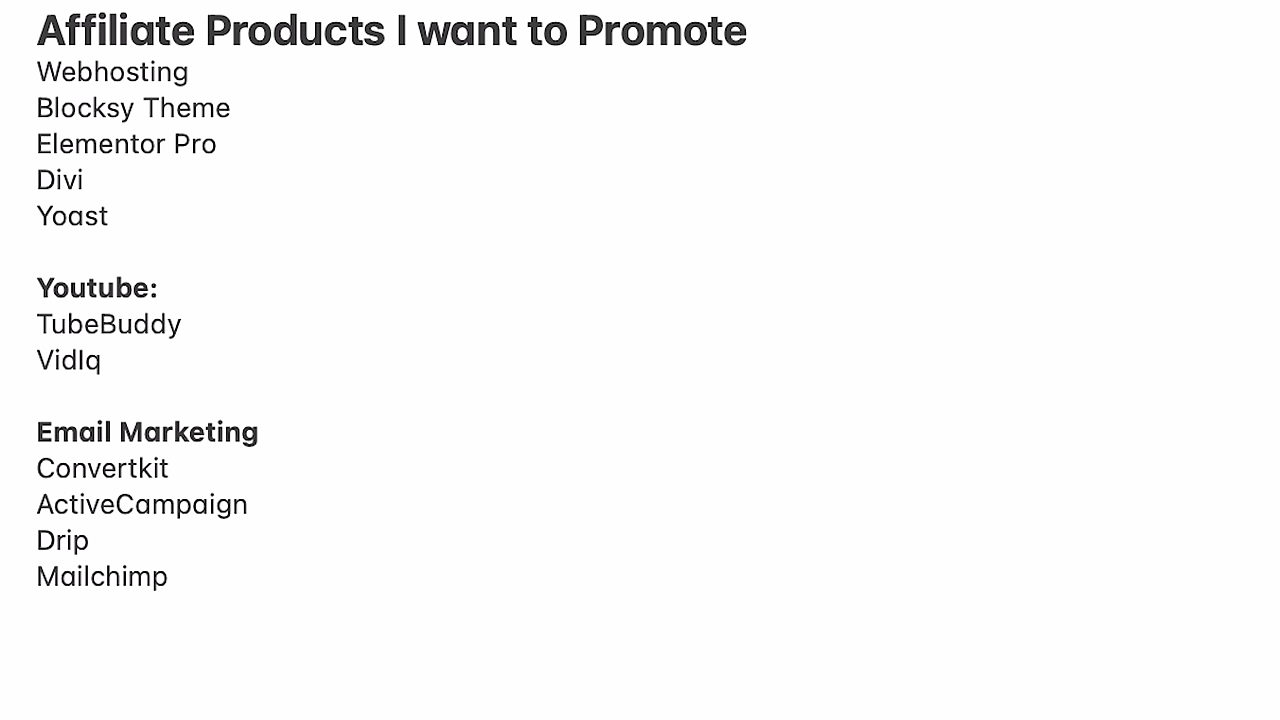 Affiliate Products I want to Promote
Webhosting
Blocksy Theme
Elementor Pro
Divi
Yoast
Youtube:
TubeBuddy
VidIq
Email Marketing
Convertkit
ActiveCampaign
Drip
Mailchimp